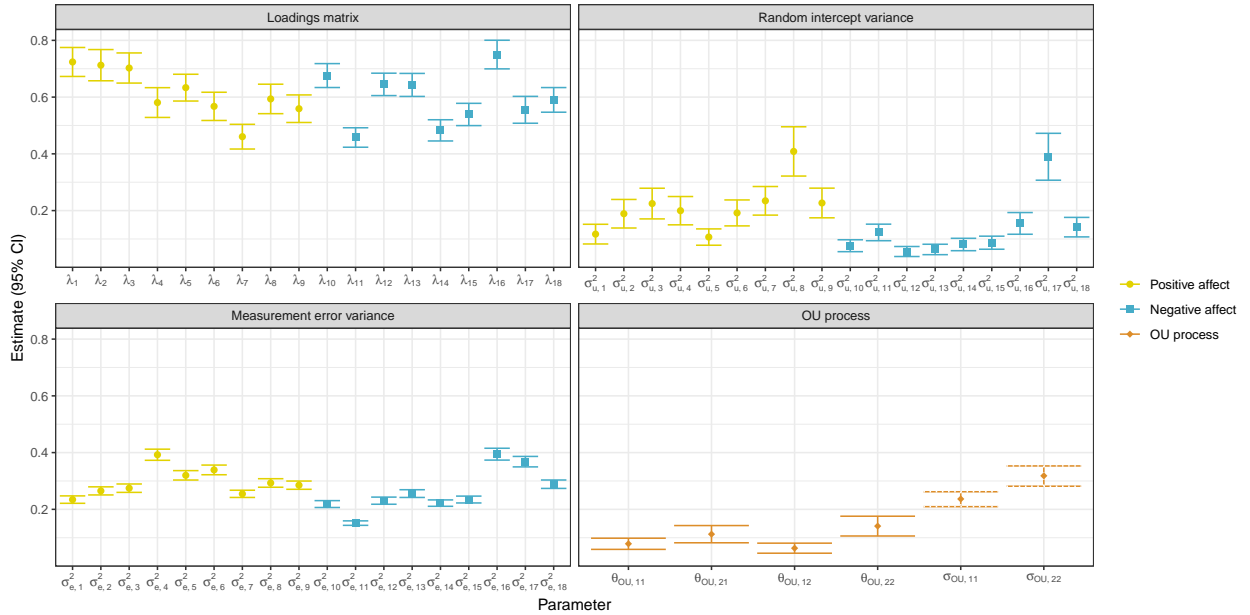 Loadings matrix
Random intercept variance
0.8
0.6
0.4
0.2
λ1 λ2 λ3 λ4 λ5 λ6 λ7 λ8 λ9 λ10 λ11 λ12 λ13 λ14 λ15 λ16 λ17 λ18
σ²u, 1 σ²u, 2 σ²u, 3 σ²u, 4 σ²u, 5 σ²u, 6 σ²u, 7 σ²u, 8 σ²u, 9 σ²u, 10 σ²u, 11 σ²u, 12 σ²u, 13 σ²u, 14 σ²u, 15 σ²u, 16 σ²u, 17 σ²u, 18
Measurement error variance
OU process
0.8
0.6
0.4
0.2
σ²e, 1 σ²e, 2 σ²e, 3 σ²e, 4 σ²e, 5 σ²e, 6 σ²e, 7 σ²e, 8 σ²e, 9 σ²e, 10 σ²e, 11 σ²e, 12 σ²e, 13 σ²e, 14 σ²e, 15 σ²e, 16 σ²e, 17 σ²e, 18
θOU, 11 θOU, 21 θOU, 12 θOU, 22 σOU, 11 σOU, 22
Estimate (95% CI)
Parameter
Positive affect
Negative affect
OU process